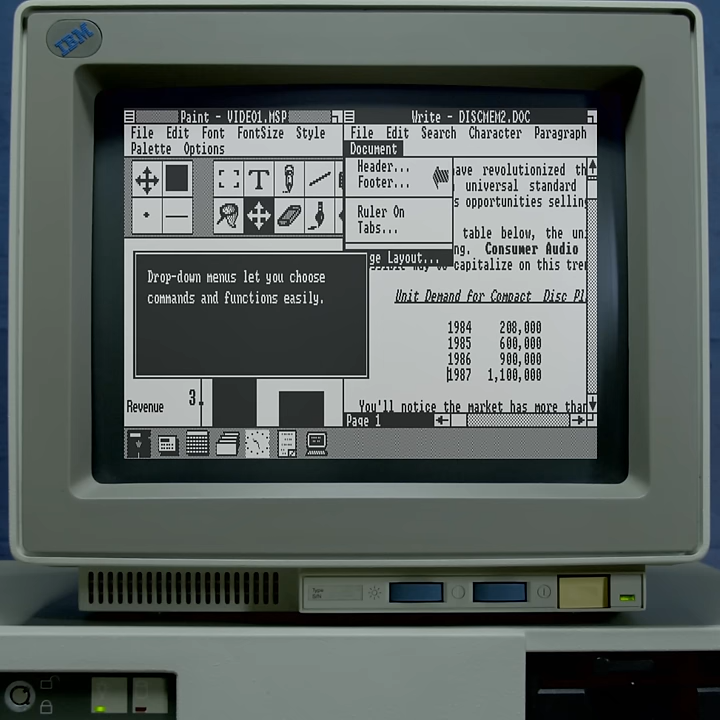 IBM
Paint - VIDEO1.MSP
File Edit Font FontSize Style
Palette Options
T
Drop-down menus let you choose
commands and functions easily.
Revenue 3.
Write - DISCMEM2.DOC
File Edit Search Character Paragraph
Document
Header...
Footer...
Ruler On
Tabs...
ge Layout...
ave revolutionized th
universal standard
s opportunities selling
table below, the uni
ng. Consumer Audio
capitalize on this tren
Unit Demand for Compact Disc Pl
1984 208,000
1985 600,000
1986 900,000
1987 1,100,000
You'll notice the market has more than
Page 1
Type
S/N